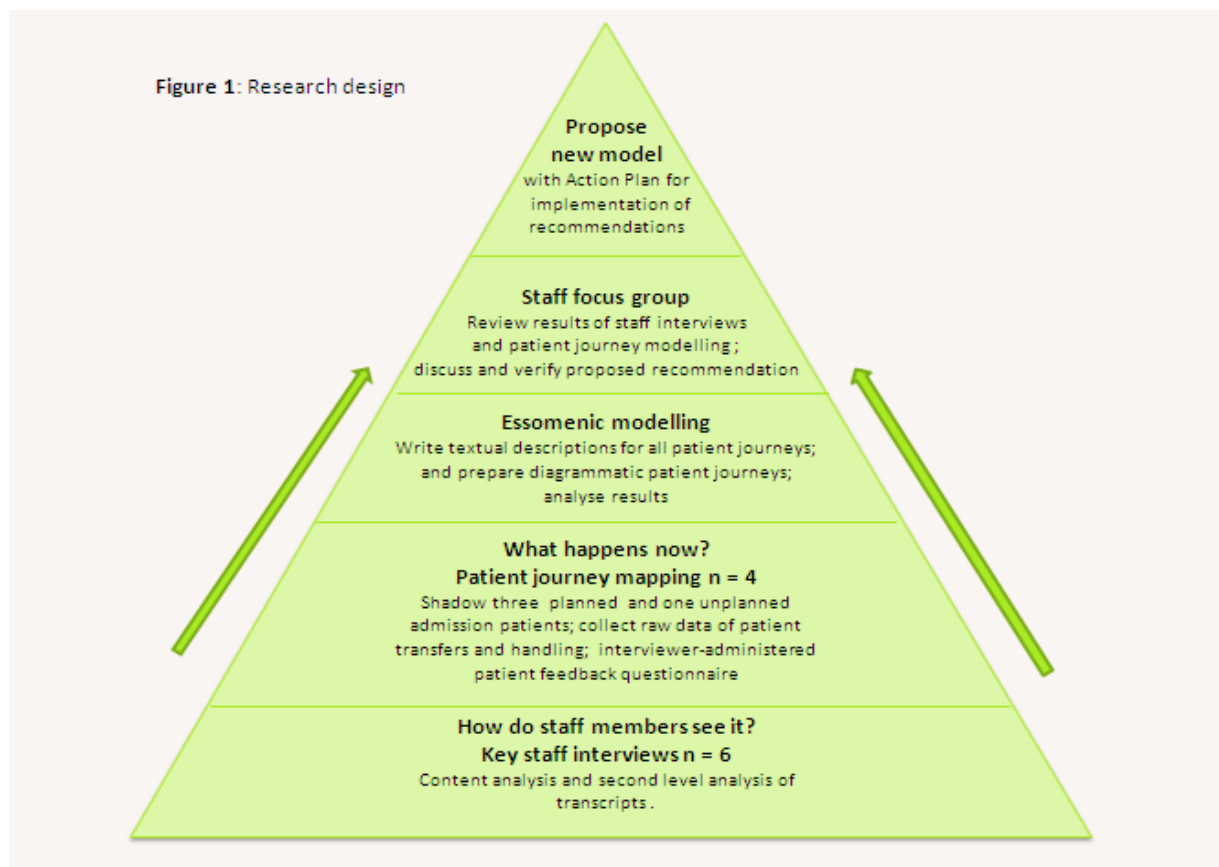 Figure 1: Research design
Propose
new model
with Action Plan for
implementation of
recommendations
Staff focus group
Review results of staff interviews
and patient journey modelling ;
discuss and verify proposed recommendation
Essomenic modelling
Write textual descriptions for all patient journeys;
and prepare diagrammatic patient journeys;
analyse results
What happens now?
Patient journey mapping n = 4
Shadow three planned and one unplanned
admission patients; collect raw data of patient
transfers and handling; interviewer-administered
patient feedback questionnaire
How do staff members see it?
Key staff interviews n = 6
Content analysis and second level analysis of
transcripts .